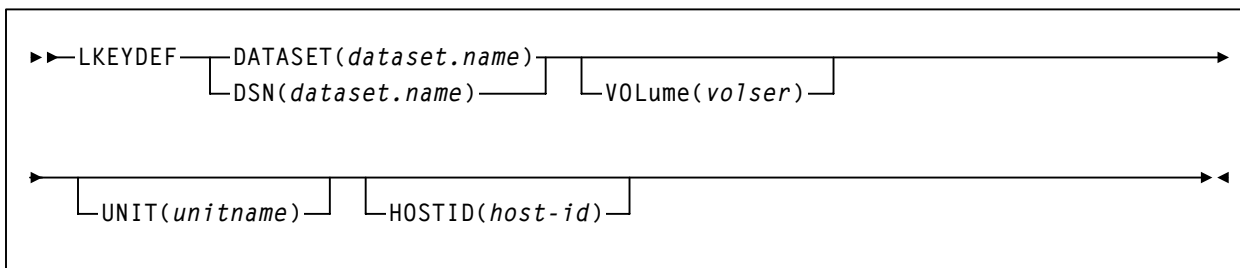 LKEYDEF DATASET(dataset.name)
DSN(dataset.name) VOLume(volser)
UNIT(unitname) HOSTID(host-id)